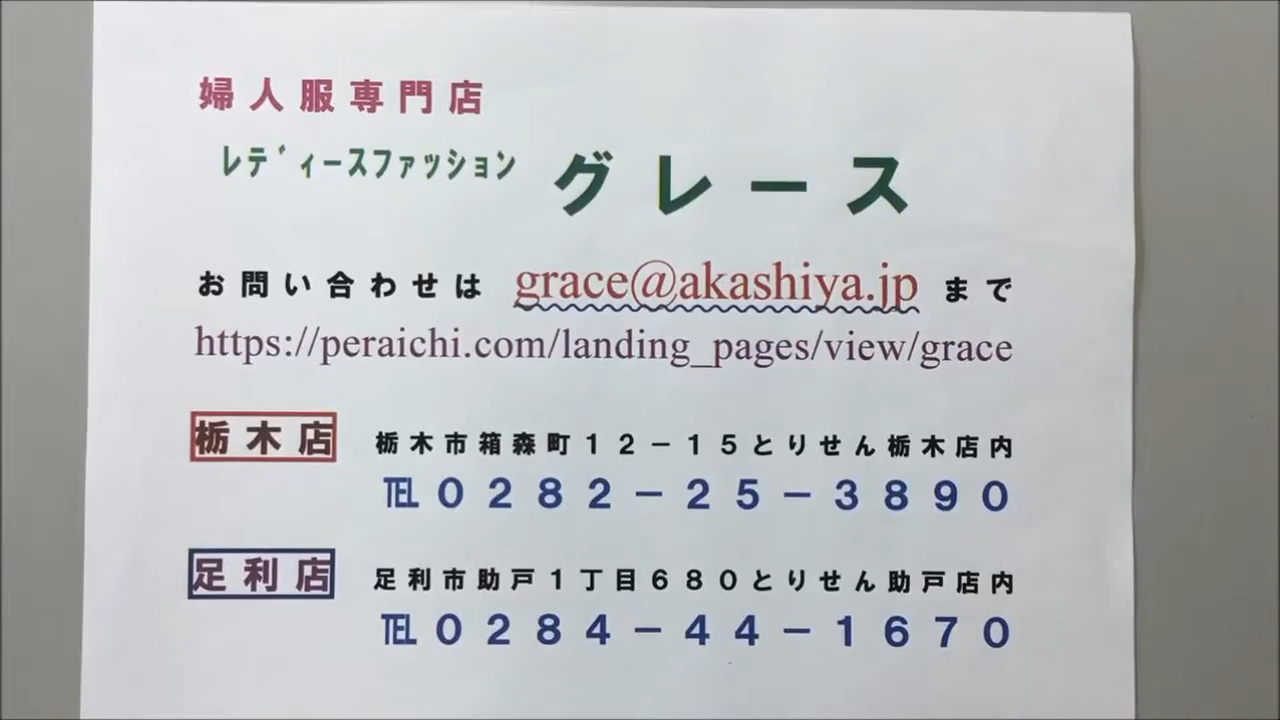 婦人服専門店
ﾚﾃﾞｨｰｽﾌｧｯｼｮﾝ グレース
お問い合わせは grace@akashiya.jp まで
https://peraichi.com/landing_pages/view/grace
栃木店 栃木市箱森町１２－１５とりせん栃木店内
℡０２８２－２５－３８９０
足利店 足利市助戸１丁目６８０とりせん助戸店内
℡０２８４－４４－１６７０